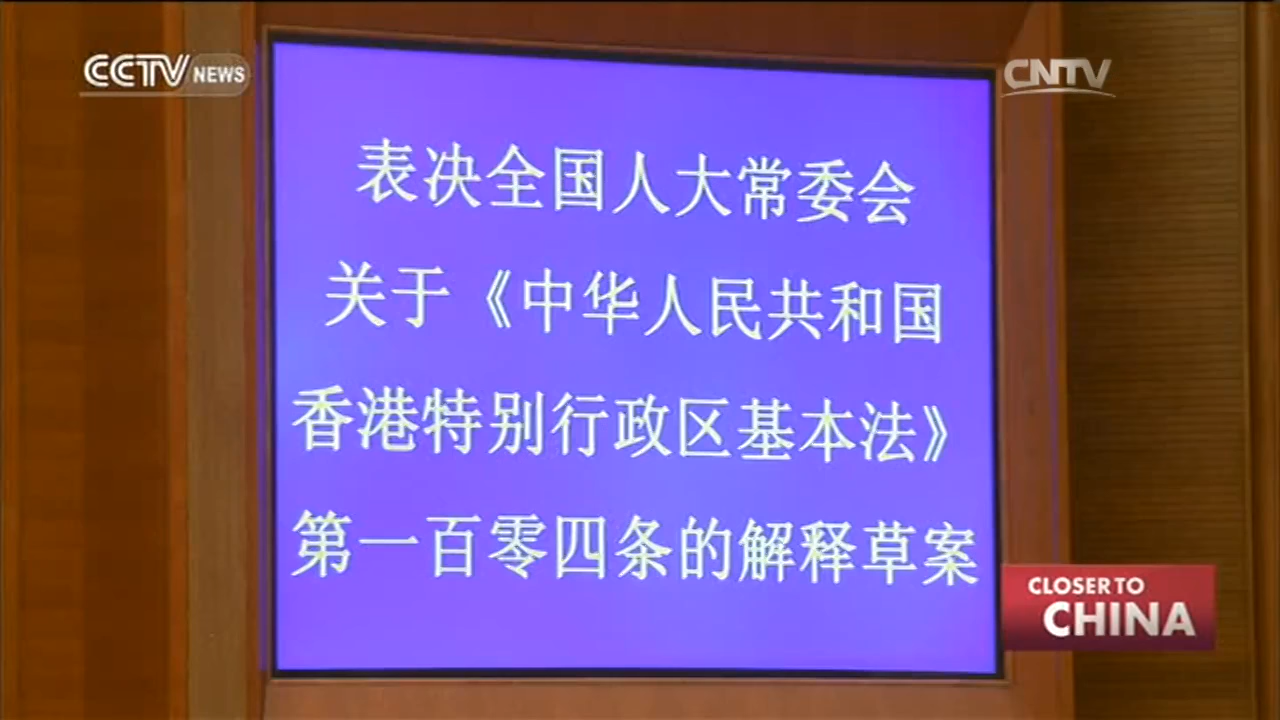 CCTV NEWS
CNTV
表决全国人大常委会
关于《中华人民共和国
香港特别行政区基本法》
第一百零四条的解释草案
CLOSER TO
CHINA